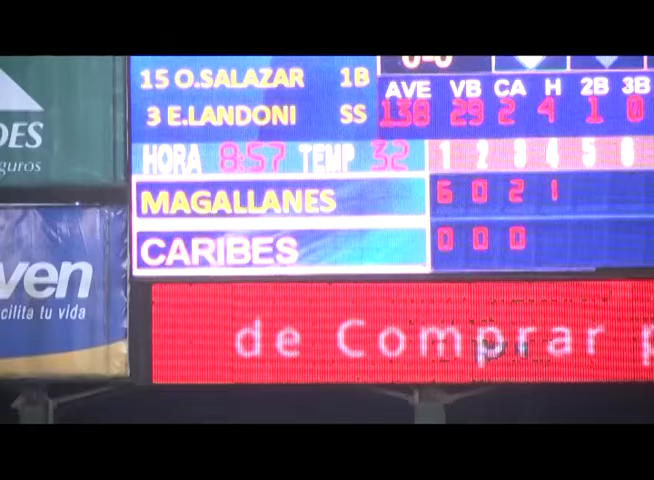 15 O.SALAZAR 1B
3 E.LANDONI SS
AVE VB CA H 2B 3B
138 29 2 4 1 0
HORA 8:57 TEMP 32
1 2 3 4 5 6
MAGALLANES 6 0 2 1
CARIBES 0 0 0
de Comprar
DES
seguros
ven
cilita tu vida